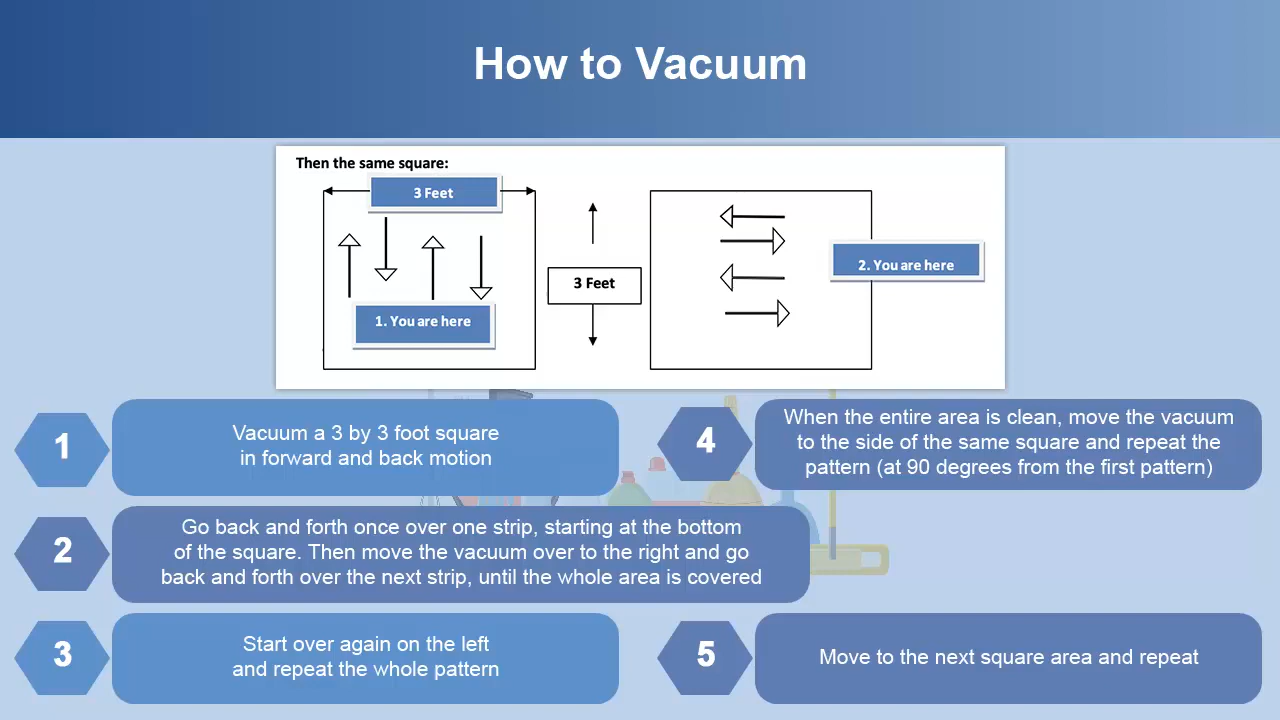 How to Vacuum
Then the same square:
3 Feet
1. You are here
3 Feet
2. You are here
1
Vacuum a 3 by 3 foot square
in forward and back motion
2
Go back and forth once over one strip, starting at the bottom
of the square. Then move the vacuum over to the right and go
back and forth over the next strip, until the whole area is covered
3
Start over again on the left
and repeat the whole pattern
4
When the entire area is clean, move the vacuum
to the side of the same square and repeat the
pattern (at 90 degrees from the first pattern)
5
Move to the next square area and repeat